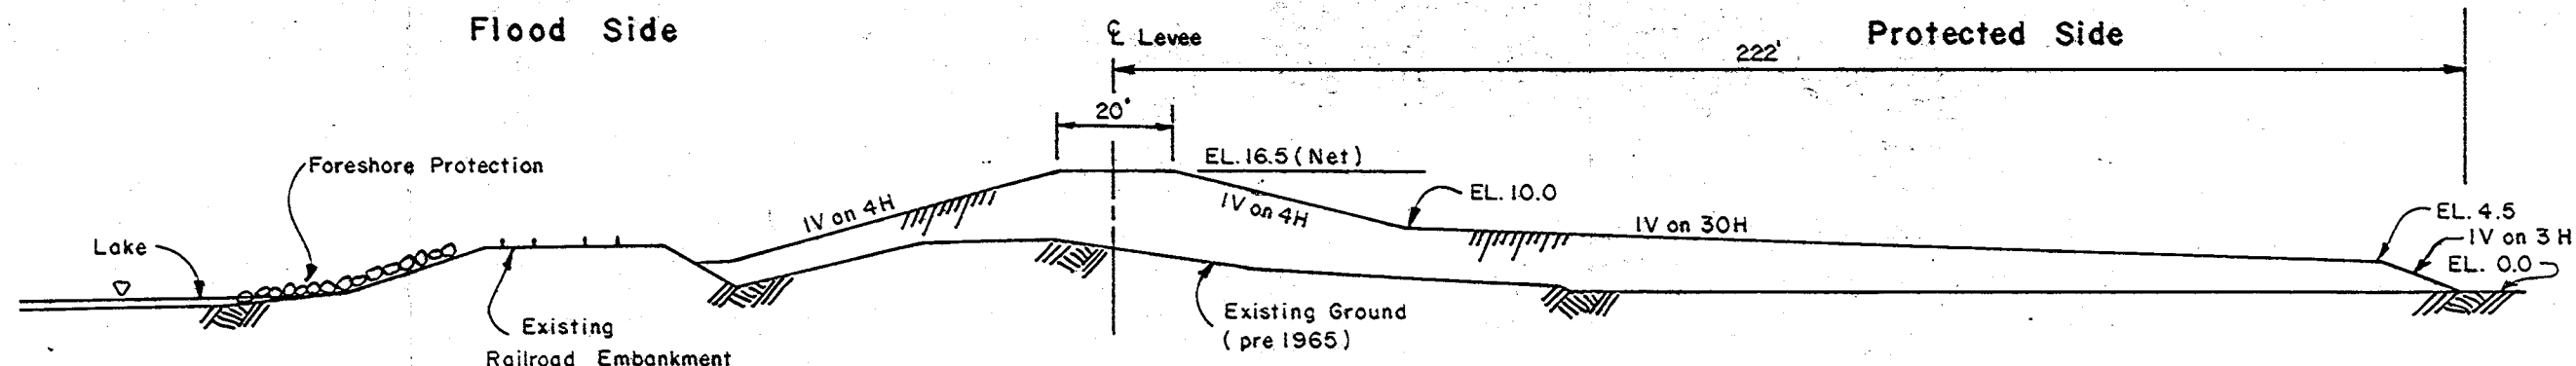 Flood Side
℄ Levee
Protected Side
222'
20'
Foreshore Protection
EL. 16.5 (Net)
EL. 10.0
1V on 4H
1V on 4H
1V on 30H
EL. 4.5
1V on 3H
EL. 0.0
Lake
Existing
Railroad Embankment
Existing Ground
(pre 1965)